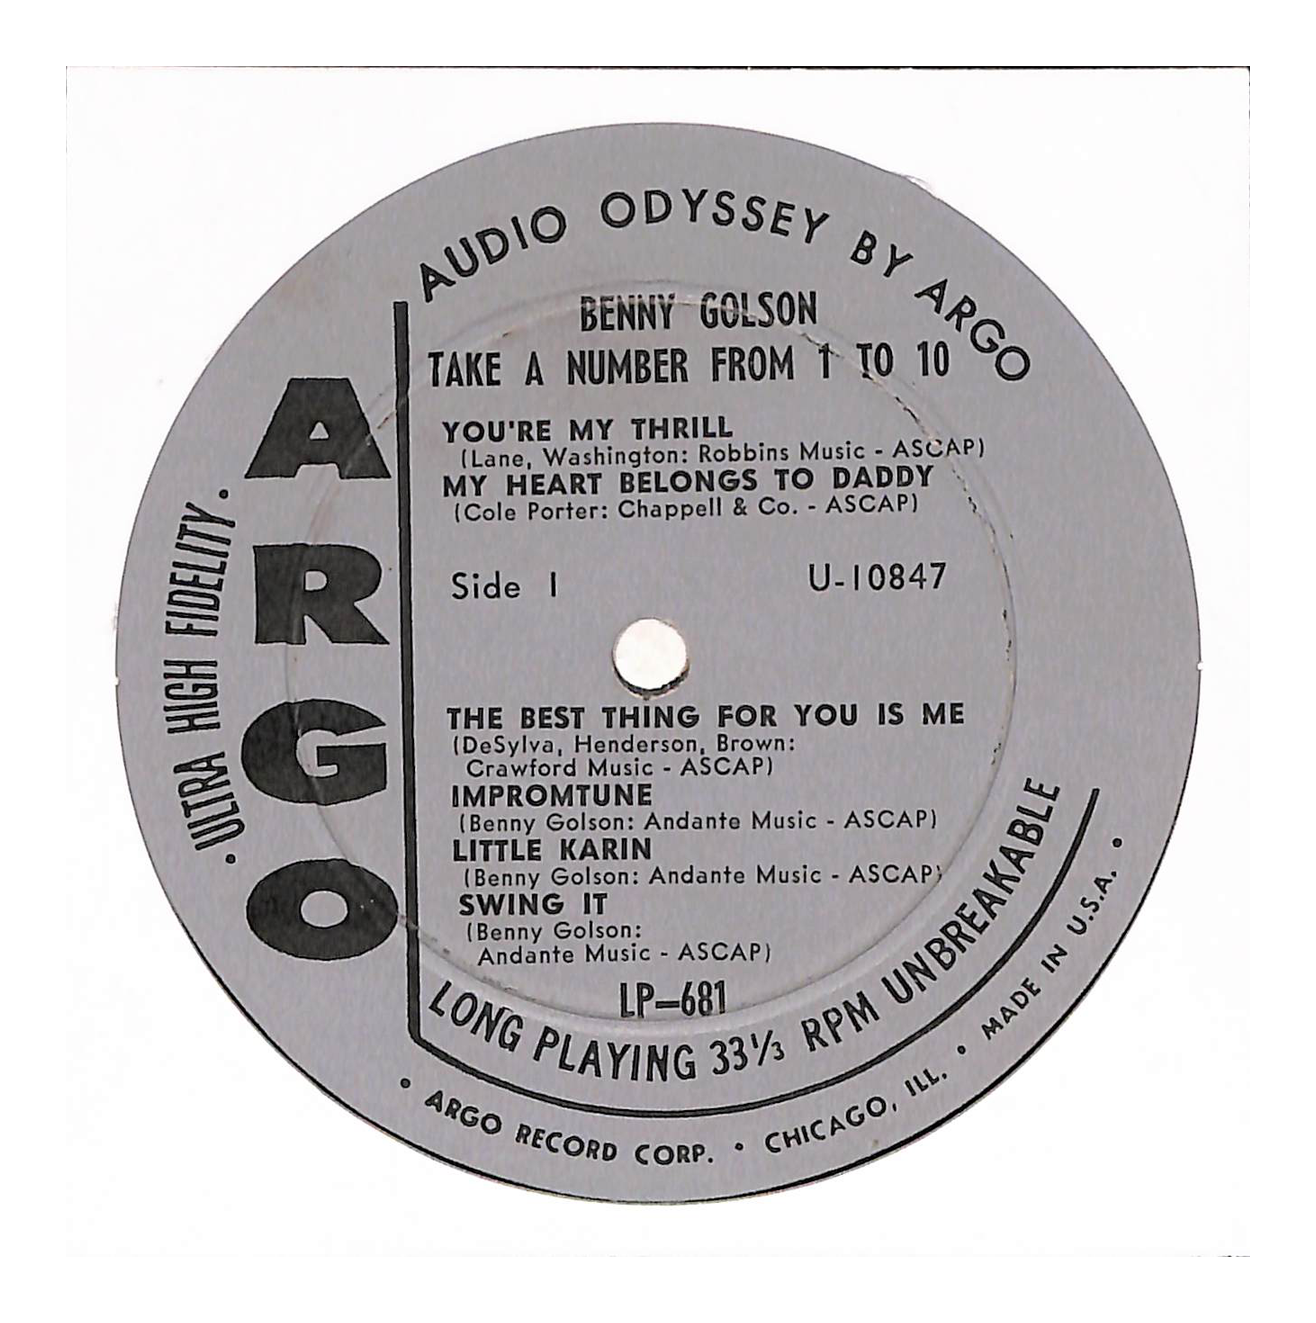 AUDIO ODYSSEY BY ARGO
BENNY GOLSON
TAKE A NUMBER FROM 1 TO 10
YOU'RE MY THRILL
(Lane, Washington: Robbins Music - ASCAP)
MY HEART BELONGS TO DADDY
(Cole Porter: Chappell & Co. - ASCAP)
Side 1 U-10847
ARGO
· ULTRA HIGH FIDELITY ·
THE BEST THING FOR YOU IS ME
(DeSylva, Henderson, Brown:
Crawford Music - ASCAP)
IMPROMTUNE
(Benny Golson: Andante Music - ASCAP)
LITTLE KARIN
(Benny Golson: Andante Music - ASCAP)
SWING IT
(Benny Golson:
Andante Music - ASCAP)
LP-681
LONG PLAYING 33⅓ RPM UNBREAKABLE
· ARGO RECORD CORP. · CHICAGO, ILL. · MADE IN U.S.A. ·